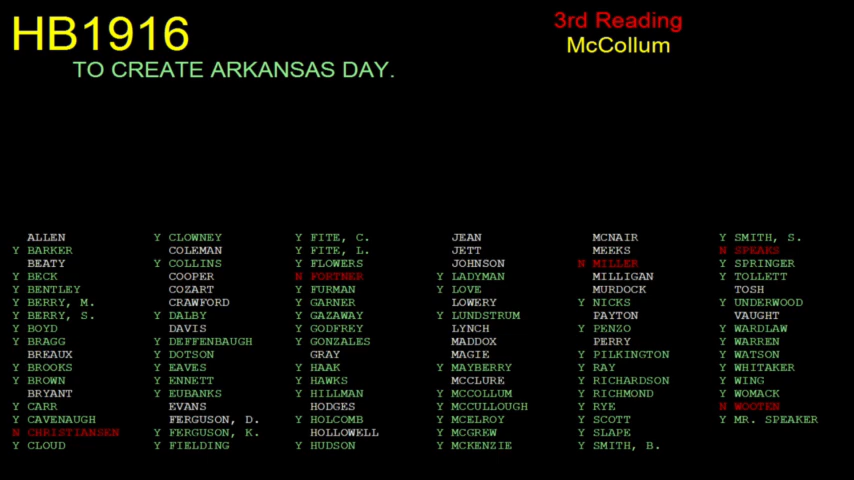 HB1916
3rd Reading
McCollum
TO CREATE ARKANSAS DAY.
ALLEN
Y BARKER
BEATY
Y BECK
Y BENTLEY
Y BERRY, M.
Y BERRY, S.
Y BOYD
Y BRAGG
BREAUX
Y BROOKS
Y BROWN
BRYANT
Y CARR
Y CAVENAUGH
N CHRISTIANSEN
Y CLOUD
Y CLOWNEY
COLEMAN
Y COLLINS
COOPER
COZART
CRAWFORD
Y DALBY
DAVIS
Y DEFFENBAUGH
Y DOTSON
Y EAVES
Y ENNETT
Y EUBANKS
EVANS
FERGUSON, D.
Y FERGUSON, K.
Y FIELDING
Y FITE, C.
Y FITE, L.
Y FLOWERS
N FORTNER
Y FURMAN
Y GARNER
Y GAZAWAY
Y GODFREY
Y GONZALES
GRAY
Y HAAK
Y HAWKS
Y HILLMAN
HODGES
Y HOLCOMB
HOLLOWELL
Y HUDSON
JEAN
JETT
JOHNSON
Y LADYMAN
Y LOVE
LOWERY
Y LUNDSTRUM
LYNCH
MADDOX
MAGIE
Y MAYBERRY
MCCLURE
Y MCCOLLUM
Y MCCULLOUGH
Y MCELROY
Y MCGREW
Y MCKENZIE
MCNAIR
MEEKS
N MILLER
MILLIGAN
MURDOCK
Y NICKS
PAYTON
Y PENZO
PERRY
Y PILKINGTON
Y RAY
Y RICHARDSON
Y RICHMOND
Y RYE
Y SCOTT
Y SLAPE
Y SMITH, B.
Y SMITH, S.
N SPEAKS
Y SPRINGER
Y TOLLETT
TOSH
Y UNDERWOOD
VAUGHT
Y WARDLAW
Y WARREN
Y WATSON
Y WHITAKER
Y WING
Y WOMACK
N WOOTEN
Y MR. SPEAKER